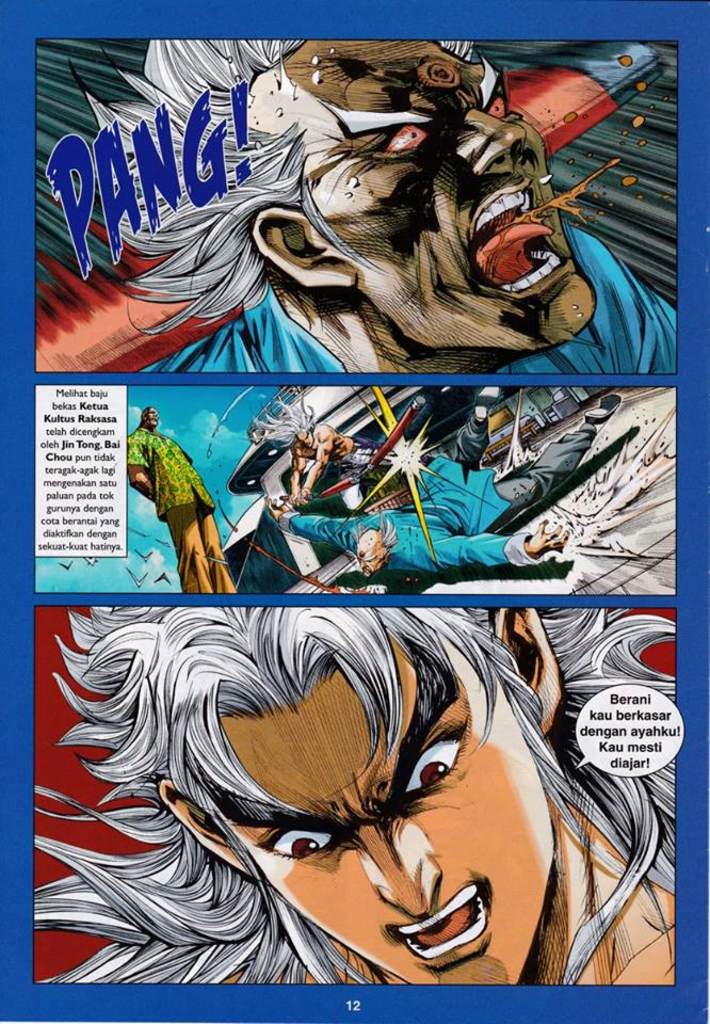 PANG!
Melihat baju
bekas Ketua
Kultus Raksasa
telah dicengkam
oleh Jin Tong, Bai
Chou pun tidak
teragak-agak lagi
mengenakan satu
paluan pada tok
gurunya dengan
cota berantai yang
diaktifkan dengan
sekuat-kuat hatinya.
Berani
kau berkasar
dengan ayahku!
Kau mesti
diajar!
12